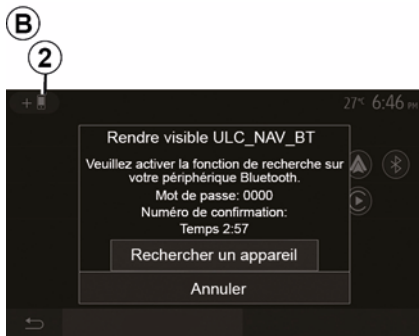 B
2
+
27°C 6:46 PM
Rendre visible ULC_NAV_BT
Veuillez activer la fonction de recherche sur
votre périphérique Bluetooth.
Mot de passe: 0000
Numéro de confirmation:
Temps 2:57
Rechercher un appareil
Annuler